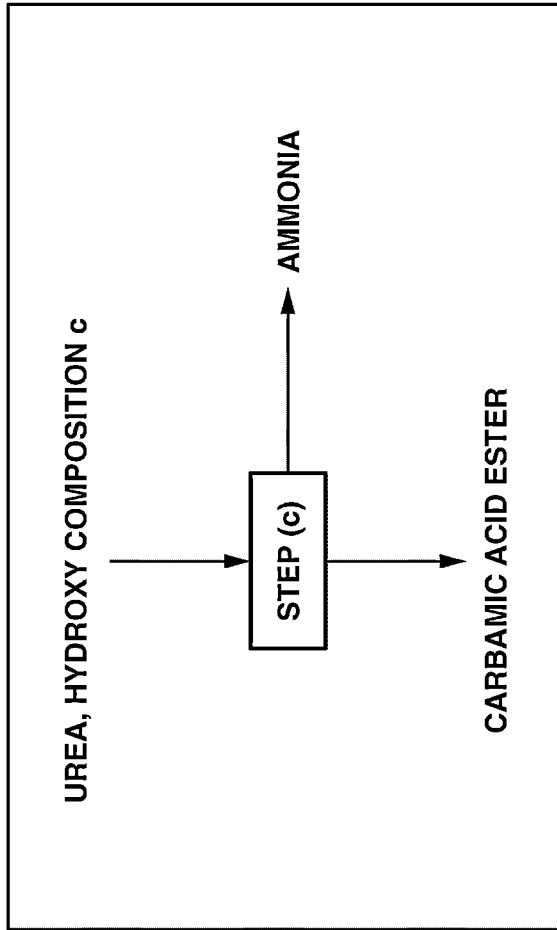 UREA, HYDROXY COMPOSITION c
STEP (c)
AMMONIA
CARBAMIC ACID ESTER